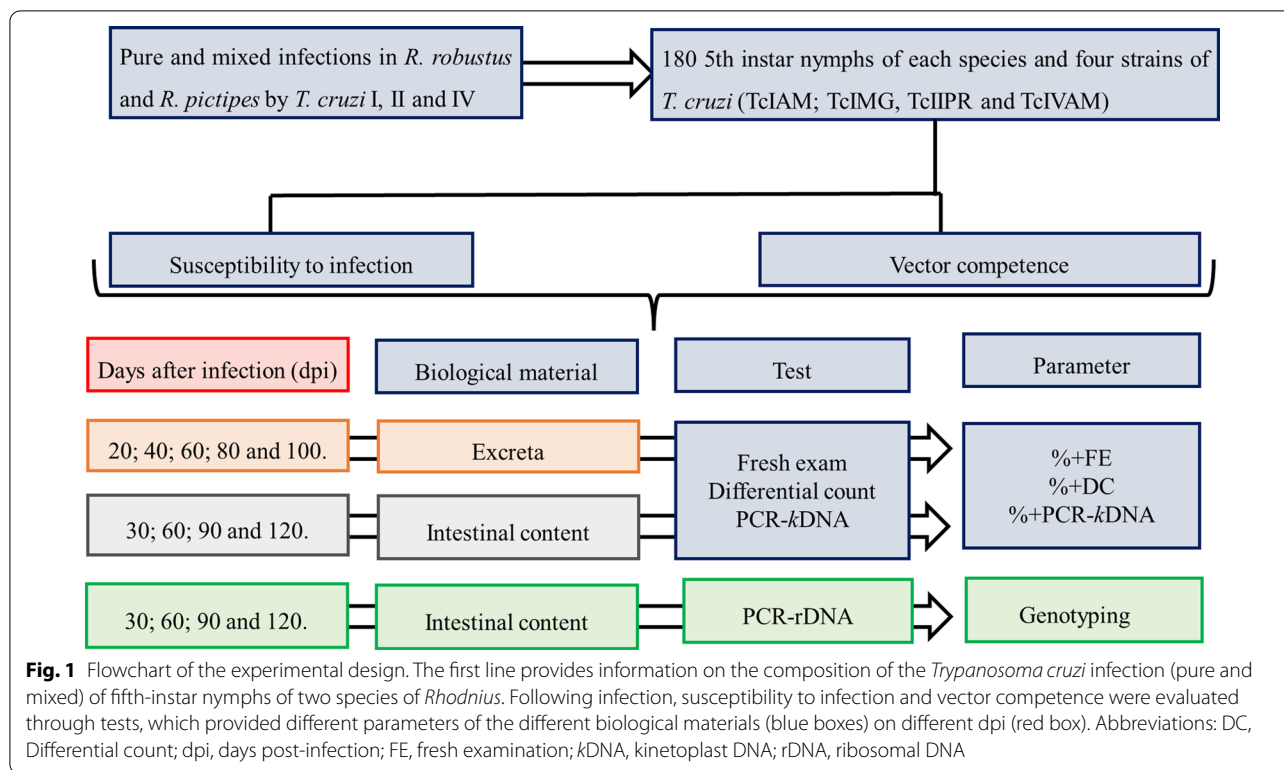 Pure and mixed infections in R. robustus
and R. pictipes by T. cruzi I, II and IV
180 5th instar nymphs of each species and four strains of
T. cruzi (TcIAM; TcIMG, TcIIPR and TcIVAM)
Susceptibility to infection
Vector competence
Days after infection (dpi)
Biological material
Test
Parameter
20; 40; 60; 80 and 100.
Excreta
Fresh exam
Differential count
PCR-kDNA
%+FE
%+DC
%+PCR-kDNA
30; 60; 90 and 120.
Intestinal content
30; 60; 90 and 120.
Intestinal content
PCR-rDNA
Genotyping
Fig. 1 Flowchart of the experimental design. The first line provides information on the composition of the Trypanosoma cruzi infection (pure and
mixed) of fifth-instar nymphs of two species of Rhodnius. Following infection, susceptibility to infection and vector competence were evaluated
through tests, which provided different parameters of the different biological materials (blue boxes) on different dpi (red box). Abbreviations: DC,
Differential count; dpi, days post-infection; FE, fresh examination; kDNA, kinetoplast DNA; rDNA, ribosomal DNA